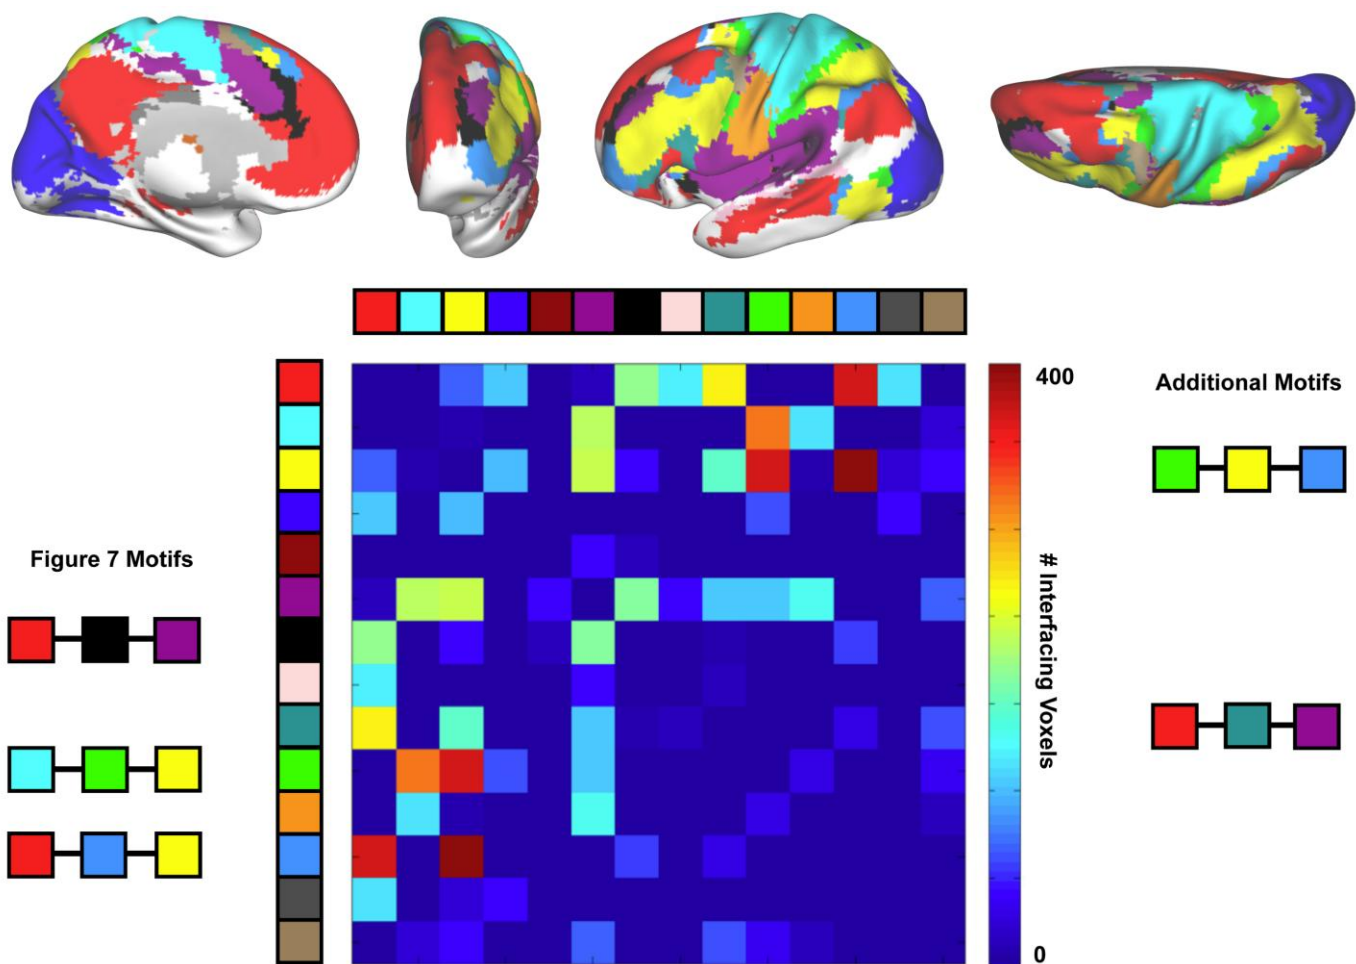 400
Additional Motifs
Figure 7 Motifs
# Interfacing Voxels
0